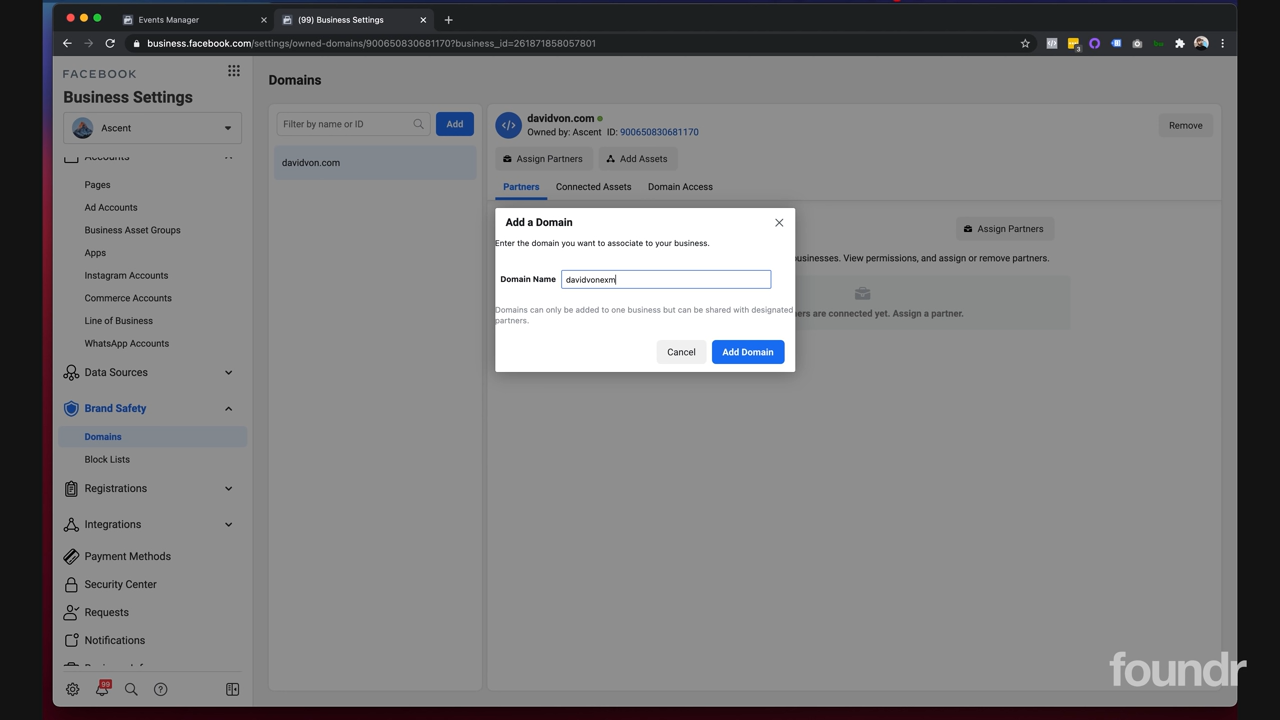 Events Manager
(99) Business Settings
business.facebook.com/settings/owned-domains/900650830681170?business_id=261871858057801
3
FACEBOOK
Business Settings
Ascent
Accounts
Pages
Ad Accounts
Business Asset Groups
Apps
Instagram Accounts
Commerce Accounts
Line of Business
WhatsApp Accounts
Data Sources
Brand Safety
Domains
Block Lists
Registrations
Integrations
Payment Methods
Security Center
Requests
Notifications
99
Domains
Filter by name or ID
Add
davidvon.com
davidvon.com
Owned by: Ascent ID: 900650830681170
Remove
Assign Partners
Add Assets
Partners
Connected Assets
Domain Access
Assign Partners
usinesses. View permissions, and assign or remove partners.
ers are connected yet. Assign a partner.
Add a Domain
Enter the domain you want to associate to your business.
Domain Name
davidvonexm
Domains can only be added to one business but can be shared with designated
partners.
Cancel
Add Domain
foundr